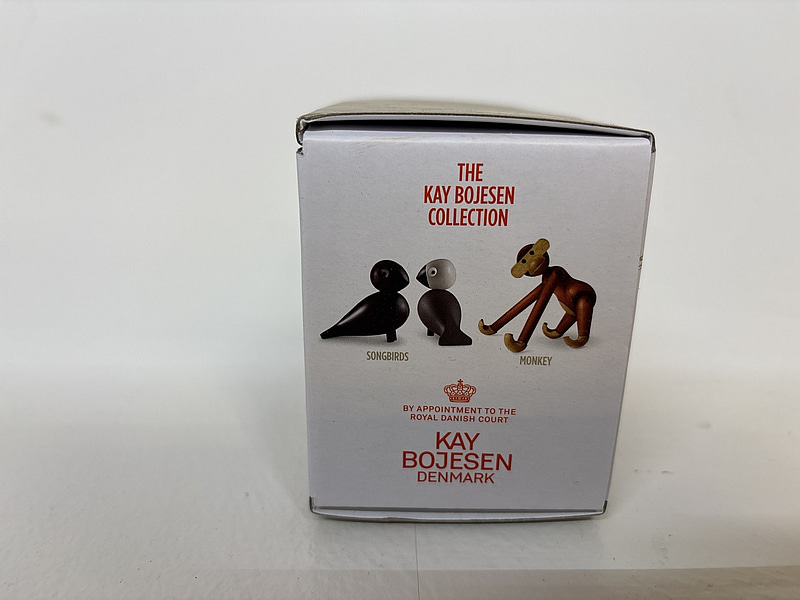 THE
KAY BOJESEN
COLLECTION
SONGBIRDS
MONKEY
BY APPOINTMENT TO THE
ROYAL DANISH COURT
KAY
BOJESEN
DENMARK